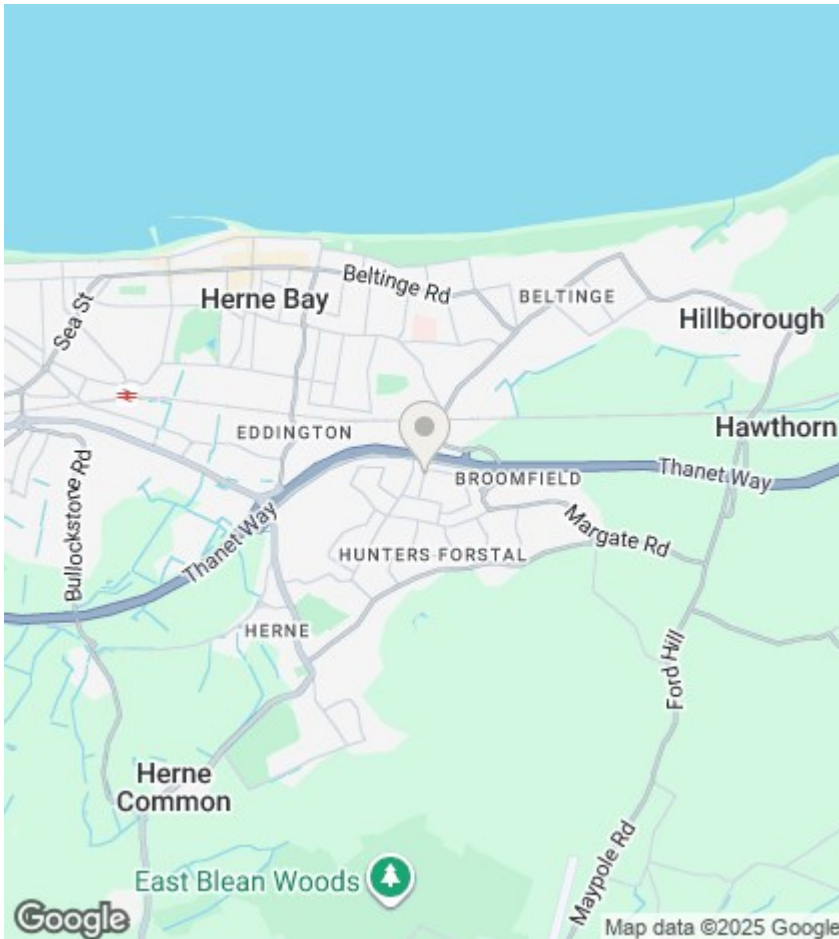 Beltinge Rd
BELTINGE
Herne Bay
Hillborough
Sea St
EDDINGTON
Hawthorn
BROOMFIELD
Thanet Way
Bullockstone Rd
Thanet Way
Margate Rd
HUNTERS FORSTAL
HERNE
Ford Hill
Herne
Common
East Blean Woods
Maypole Rd
Google
Map data ©2025 Google